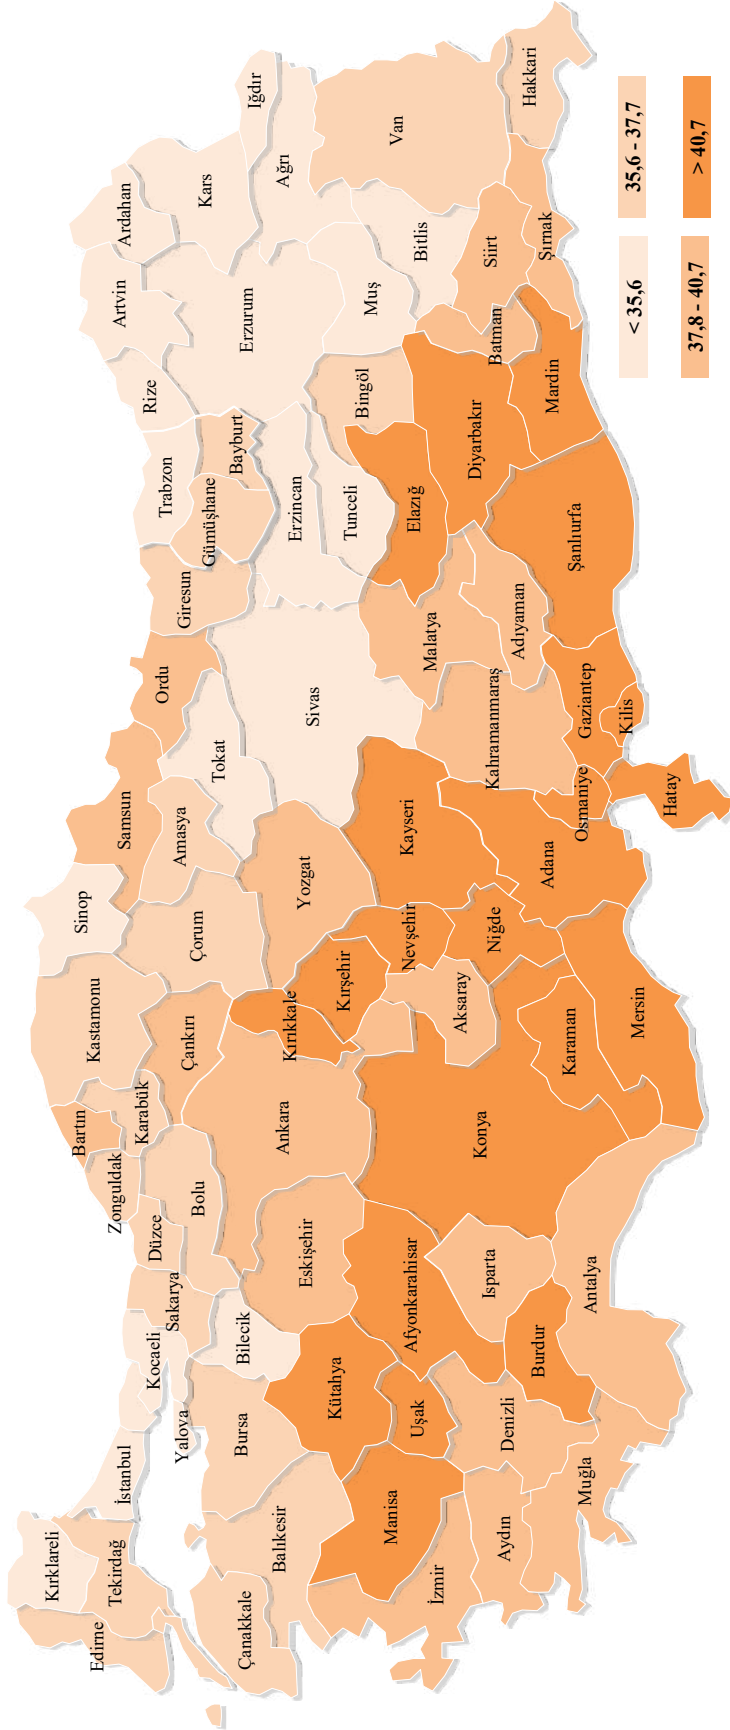 Kırklareli
Edirne
Tekirdağ
İstanbul
Kocaeli
Yalova
Sakarya
Düzce
Zonguldak
Bartın
Karabük
Kastamonu
Sinop
Samsun
Ordu
Giresun
Trabzon
Rize
Artvin
Ardahan
Çanakkale
Balıkesir
Bursa
Bilecik
Bolu
Çankırı
Çorum
Amasya
Tokat
Gümüşhane
Bayburt
Erzurum
Kars
Iğdır
Ağrı
Kütahya
Eskişehir
Ankara
Kırıkkale
Yozgat
Sivas
Erzincan
Tunceli
Bingöl
Muş
Bitlis
Van
Manisa
Uşak
Afyonkarahisar
Kırşehir
Nevşehir
Kayseri
Malatya
Elazığ
Diyarbakır
Batman
Siirt
Şırnak
Hakkari
İzmir
Aydın
Denizli
Isparta
Konya
Aksaray
Niğde
Kahramanmaraş
Adıyaman
Şanlıurfa
Mardin
Muğla
Burdur
Antalya
Karaman
Mersin
Adana
Osmaniye
Gaziantep
Kilis
Hatay
< 35,6
35,6 - 37,7
37,8 - 40,7
> 40,7